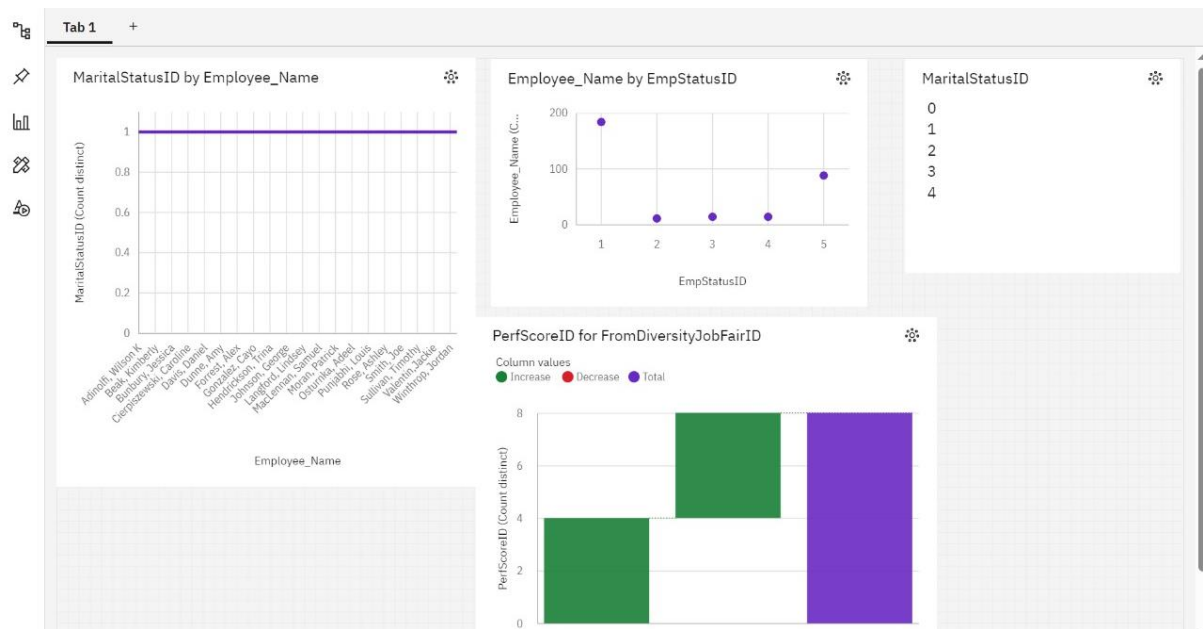 Tab 1 +
MaritalStatusID by Employee_Name
MaritalStatusID (Count distinct)
1
0.8
0.6
0.4
0.2
0
Adinolfi, Wilson K
Beak, Kimberly
Bunbury, Jessica
Cierpiszewski, Caroline
Davis, Daniel
Dunne, Amy
Forrest, Alex
Gonzalez, Cayo
Hendrickson, Trina
Johnson, George
Langford, Lindsey
MacLennan, Samuel
Moran, Patrick
Osturnka, Adeel
Punjabhi, Louis
Rose, Ashley
Smith, Joe
Sullivan, Timothy
Valentin, Jackie
Winthrop, Jordan
Employee_Name
Employee_Name by EmpStatusID
Employee_Name (C...
200
100
0
1 2 3 4 5
EmpStatusID
MaritalStatusID
0
1
2
3
4
PerfScoreID for FromDiversityJobFairID
Column values
Increase Decrease Total
PerfScoreID (Count distinct)
8
6
4
2
0